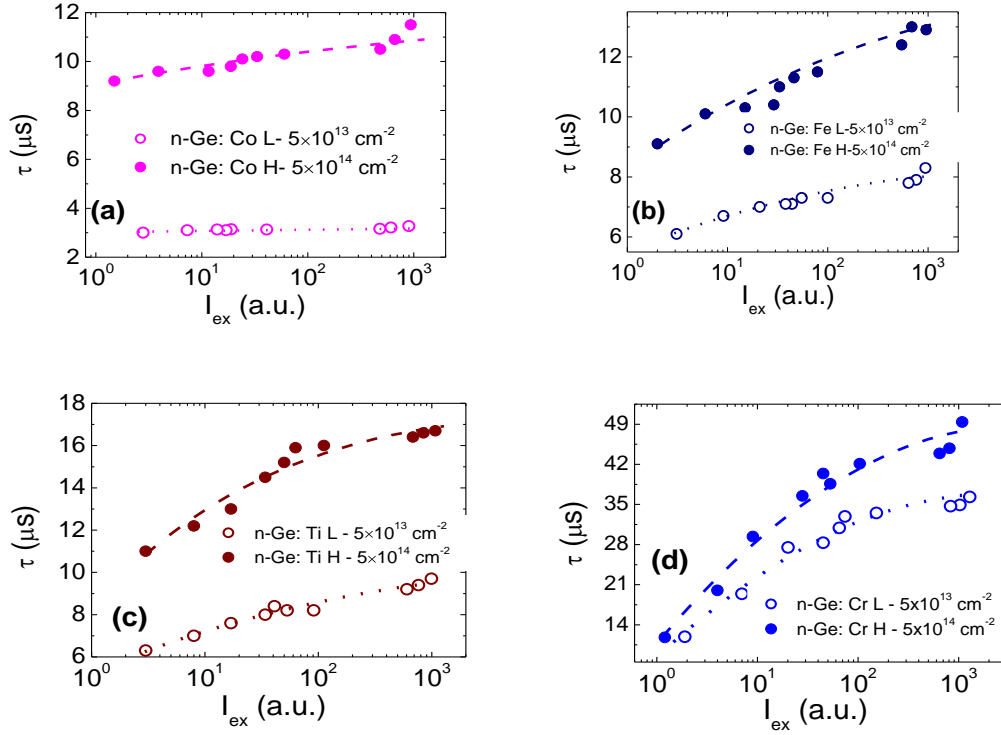 12
10
8
6
4
2
τ (μs)
n-Ge: Co L- 5×10¹³ cm⁻²
n-Ge: Co H- 5×10¹⁴ cm⁻²
(a)
10⁰ 10¹ 10² 10³
I_ex (a.u.)
12
10
8
6
τ (μs)
n-Ge: Fe L-5×10¹³ cm⁻²
n-Ge: Fe H-5×10¹⁴ cm⁻²
(b)
10⁰ 10¹ 10² 10³
I_ex (a.u.)
18
16
14
12
10
8
6
τ (μs)
n-Ge: Ti L - 5×10¹³ cm⁻²
n-Ge: Ti H - 5×10¹⁴ cm⁻²
(c)
10⁰ 10¹ 10² 10³
I_ex (a.u.)
49
42
35
28
21
14
τ (μs)
n-Ge: Cr L - 5x10¹³ cm⁻²
n-Ge: Cr H - 5x10¹⁴ cm⁻²
(d)
10⁰ 10¹ 10² 10³
I_ex (a.u.)